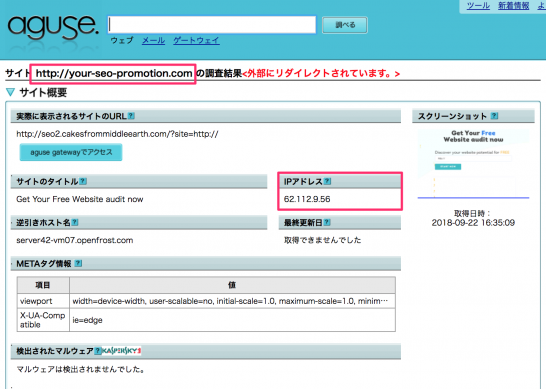 ツール 新着情報 よ
aguse.
調べる
ウェブ メール ゲートウェイ
サイト http://your-seo-promotion.com の調査結果<外部にリダイレクトされています。>
サイト概要
実際に表示されるサイトのURL ?
http://seo2.cakesfrommiddleearth.com/?site=http://
aguse gatewayでアクセス
サイトのタイトル ?
Get Your Free Website audit now
IPアドレス ?
62.112.9.56
逆引きホスト名 ?
server42-vm07.openfrost.com
最終更新日 ?
取得できませんでした
METAタグ情報 ?
項目 値
viewport width=device-width, user-scalable=no, initial-scale=1.0, maximum-scale=1.0, minim…
X-UA-Comp
atible
ie=edge
検出されたマルウェア ? KASPERSKY
マルウェアは検出されませんでした。
スクリーンショット ?
Get Your Free
Website audit now
Discover your website potential for FREE
取得日時：
2018-09-22 16:35:09